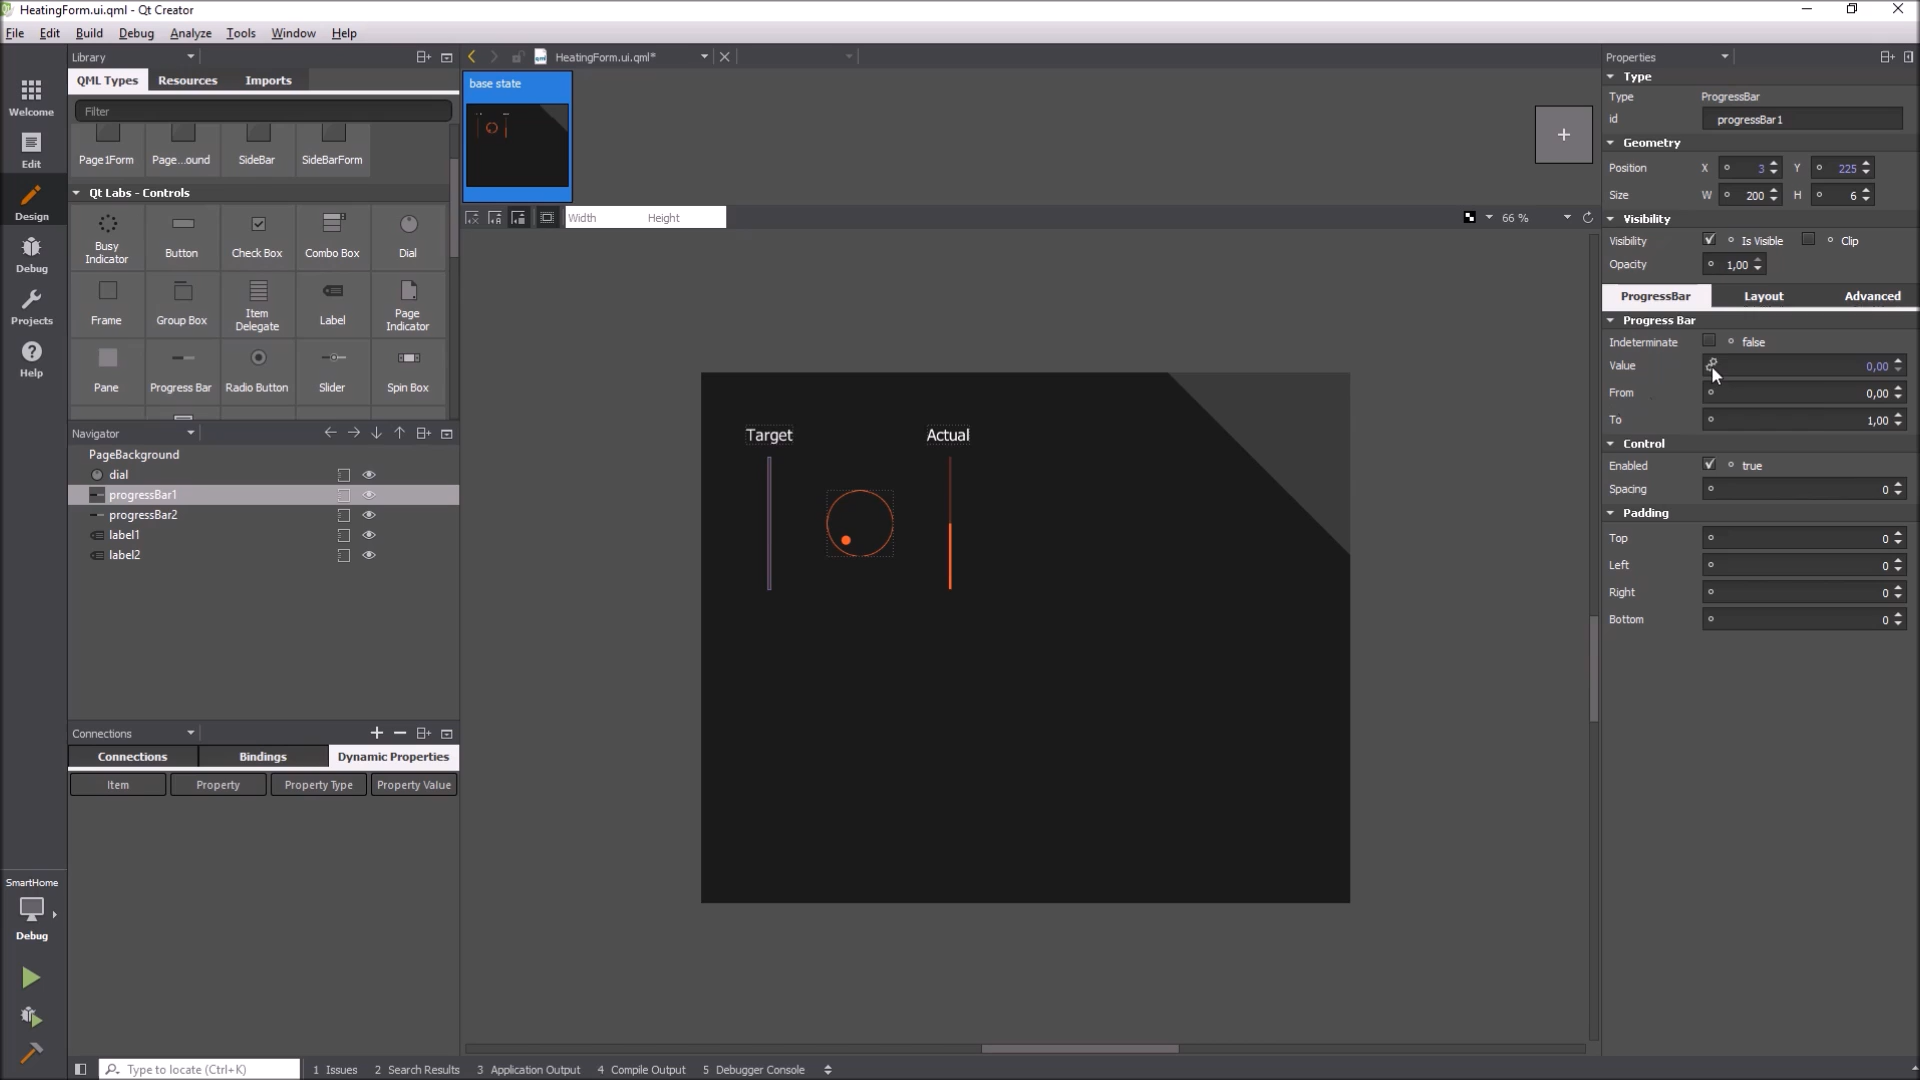 HeatingForm.ui.qml - Qt Creator
File Edit Build Debug Analyze Tools Window Help
Library
QML Types Resources Imports
Filter
Page1Form Page...ound SideBar SideBarForm
Qt Labs - Controls
Busy Indicator Button Check Box Combo Box Dial
Frame Group Box Item Delegate Label Page Indicator
Pane Progress Bar Radio Button Slider Spin Box
Navigator
PageBackground
dial
progressBar1
progressBar2
label1
label2
Connections
Connections Bindings Dynamic Properties
Item Property Property Type Property Value
Welcome
Edit
Design
Debug
Projects
Help
SmartHome
Debug
HeatingForm.ui.qml*
base state
Width Height
66 %
Target Actual
Properties
Type
Type ProgressBar
id progressBar1
Geometry
Position X 3 Y 225
Size W 200 H 6
Visibility
Visibility Is Visible Clip
Opacity 1,00
ProgressBar Layout Advanced
Progress Bar
Indeterminate false
Value 0,00
From 0,00
To 1,00
Control
Enabled true
Spacing 0
Padding
Top 0
Left 0
Right 0
Bottom 0
Type to locate (Ctrl+K) 1 Issues 2 Search Results 3 Application Output 4 Compile Output 5 Debugger Console